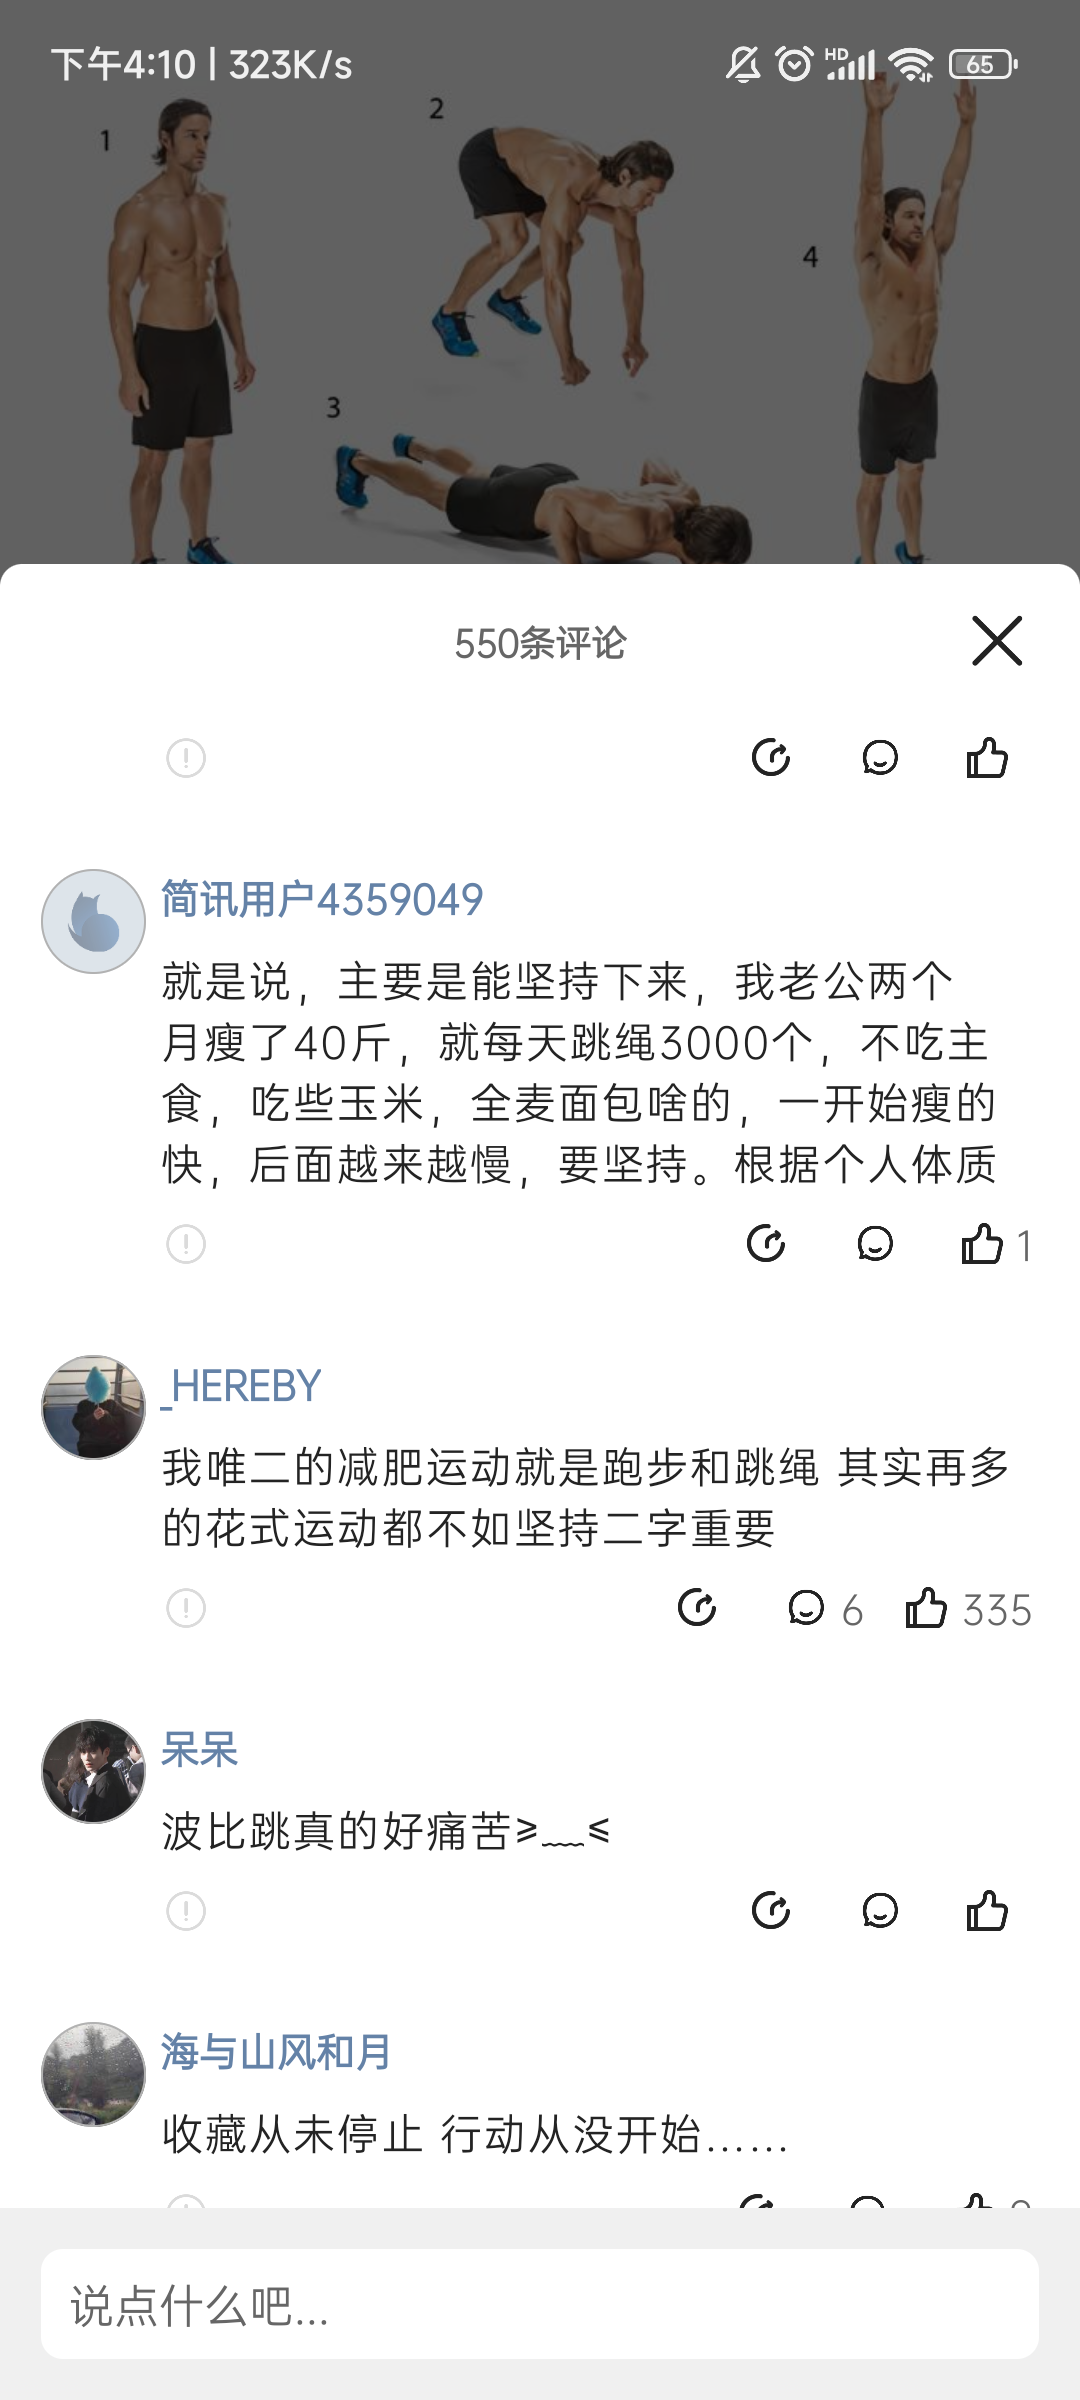 下午4:10 | 323K/s
HD
65
1
2
4
3
550条评论
简讯用户4359049
就是说，主要是能坚持下来，我老公两个
月瘦了40斤，就每天跳绳3000个，不吃主
食，吃些玉米，全麦面包啥的，一开始瘦的
快，后面越来越慢，要坚持。根据个人体质
1
_HEREBY
我唯二的减肥运动就是跑步和跳绳 其实再多
的花式运动都不如坚持二字重要
6
335
呆呆
波比跳真的好痛苦⩾﹏⩽
海与山风和月
收藏从未停止 行动从没开始……
说点什么吧...